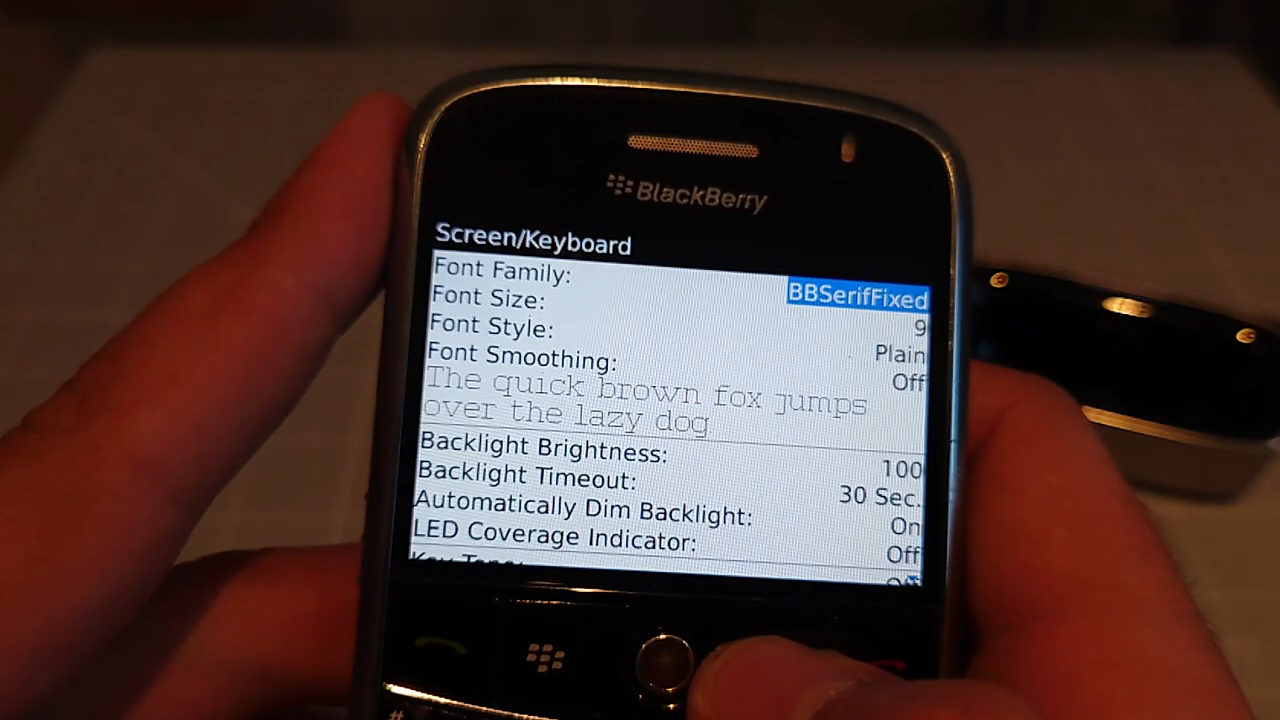 BlackBerry
Screen/Keyboard
Font Family: BBSerifFixed
Font Size: 9
Font Style: Plain
Font Smoothing: Off
The quick brown fox jumps
over the lazy dog
Backlight Brightness: 100
Backlight Timeout: 30 Sec.
Automatically Dim Backlight: On
LED Coverage Indicator: Off
Key Tone:
#